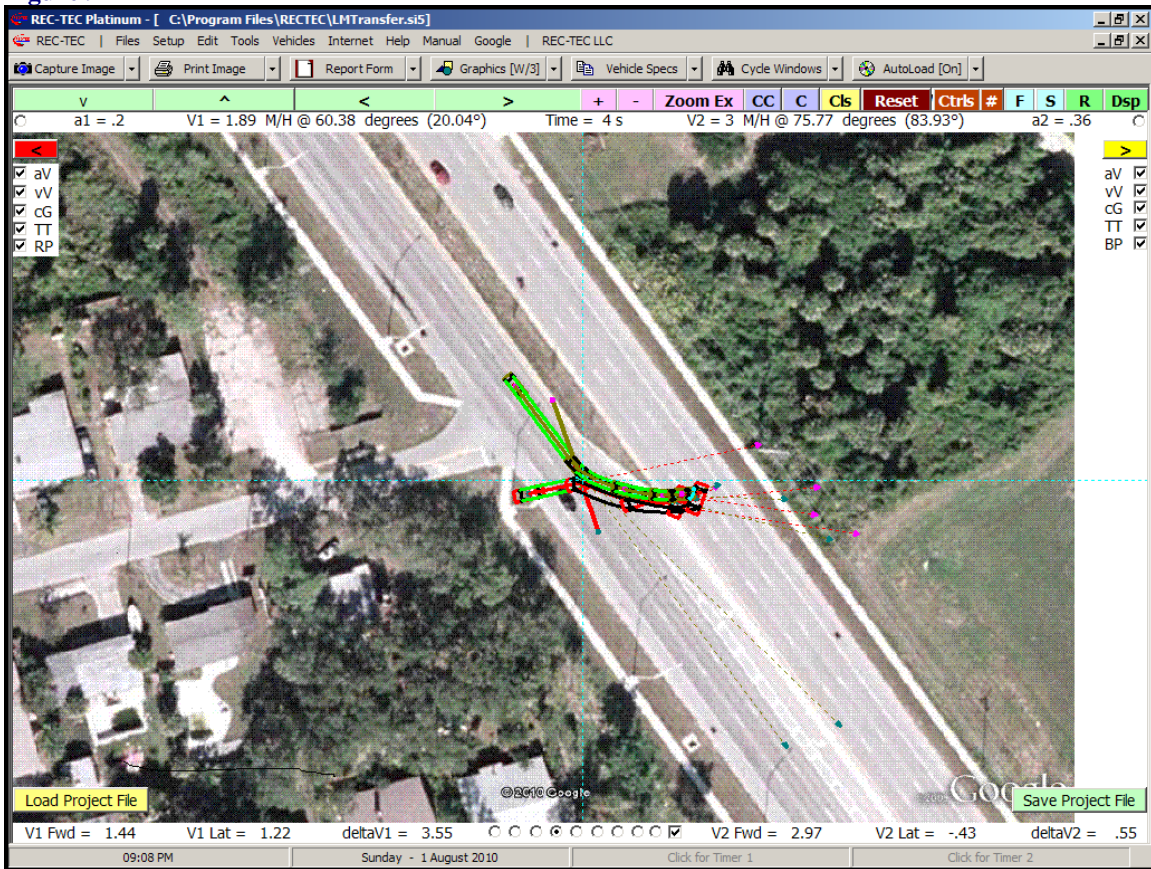 REC-TEC Platinum - [ C:\Program Files\RECTEC\LMTransfer.si5]
REC-TEC | Files Setup Edit Tools Vehicles Internet Help Manual Google | REC-TEC LLC
Capture Image Print Image Report Form Graphics [W/3] Vehicle Specs Cycle Windows AutoLoad [On]
v ^ < > + - Zoom Ex CC C Cls Reset Ctrls # F S R Dsp
a1 = .2 V1 = 1.89 M/H @ 60.38 degrees (20.04°) Time = 4 s V2 = 3 M/H @ 75.77 degrees (83.93°) a2 = .36
< >
aV aV
vV vV
cG cG
TT TT
RP BP
©2010 Google
Google
Load Project File Save Project File
V1 Fwd = 1.44 V1 Lat = 1.22 deltaV1 = 3.55 V2 Fwd = 2.97 V2 Lat = -.43 deltaV2 = .55
09:08 PM Sunday - 1 August 2010 Click for Timer 1 Click for Timer 2